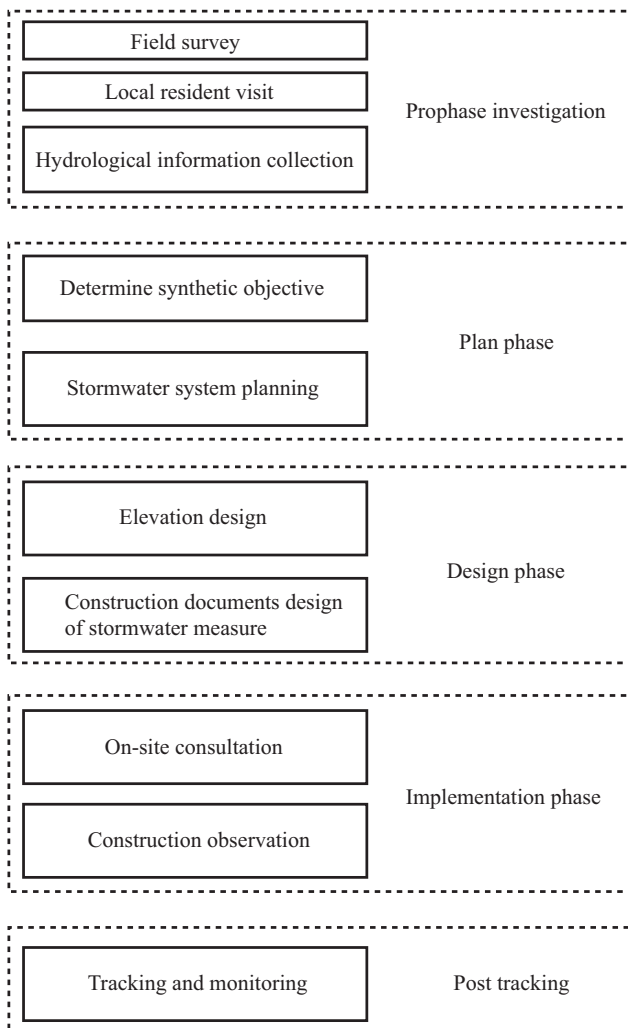 Field survey
Local resident visit
Prophase investigation
Hydrological information collection
Determine synthetic objective
Plan phase
Stormwater system planning
Elevation design
Design phase
Construction documents design
of stormwater measure
On-site consultation
Implementation phase
Construction observation
Tracking and monitoring
Post tracking